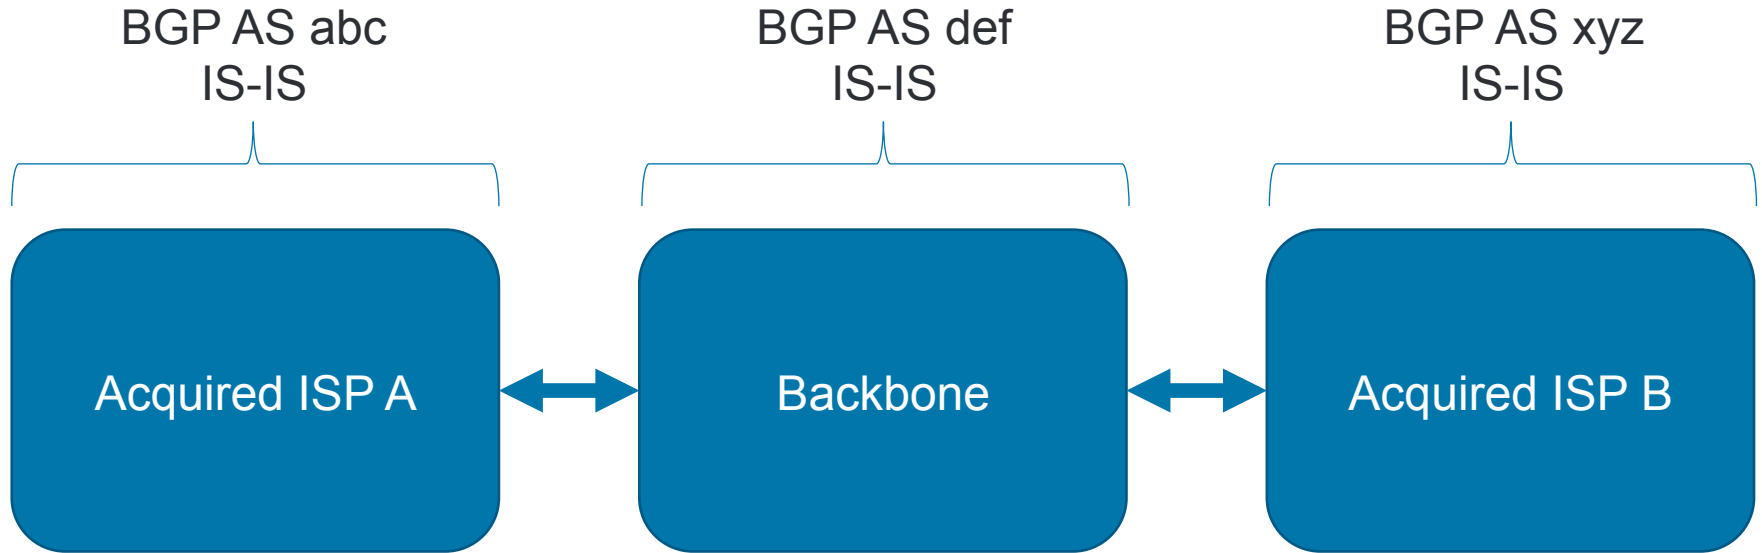 BGP AS abc
IS-IS
BGP AS def
IS-IS
BGP AS xyz
IS-IS
Acquired ISP A
Backbone
Acquired ISP B